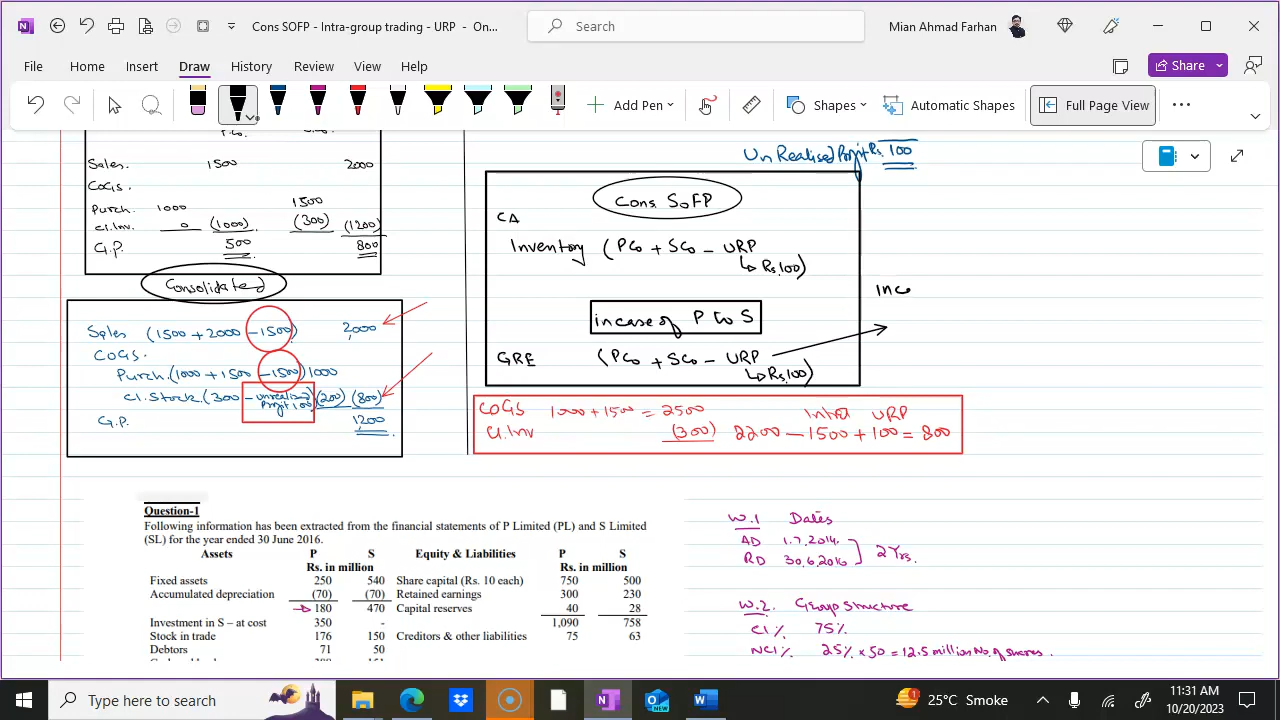 Cons SOFP - Intra-group trading - URP - On...
Search
Mian Ahmad Farhan
File Home Insert Draw History Review View Help
Share
Add Pen
Shapes
Automatic Shapes
Full Page View
P.Co.
Sales. 1500 2000
CoGS.
Purch. 1000 1500
Cl.Inv. 0 (1000) (300) (1200)
G.P. 500 800
Consolidated
Sales (1500 + 2000 - 1500) 2,000
CoGS.
Purch. (1000 + 1500 - 1500) 1000
Cl. Stock. (300 - unrealised Profit 100) (200) (800)
G.P. 1,200
UnRealised Profit Rs. 100
Cons. SOFP
CA
Inventory (PCo + SCo - URP
↳ Rs.100)
incase of P to S
GRE (PCo + SCo - URP
↳ Rs.100)
Ince
COGS 1000 + 1500 = 2500 Intra URP
Cl.Inv (300) 2200 - 1500 + 100 = 800
Question-1
Following information has been extracted from the financial statements of P Limited (PL) and S Limited
(SL) for the year ended 30 June 2016.
Assets P S Equity & Liabilities P S
Rs. in million Rs. in million
Fixed assets 250 540 Share capital (Rs. 10 each) 750 500
Accumulated depreciation (70) (70) Retained earnings 300 230
180 470 Capital reserves 40 28
Investment in S – at cost 350 - 1,090 758
Stock in trade 176 150 Creditors & other liabilities 75 63
Debtors 71 50
W.1 Dates
AD 1.7.2014.
RD 30.6.2016 2 Yrs.
W.2. Group Structure
CI % 75%
NCI % 25% × 50 = 12.5 million No. of shares.
Type here to search
25°C Smoke
1
11:31 AM
10/20/2023